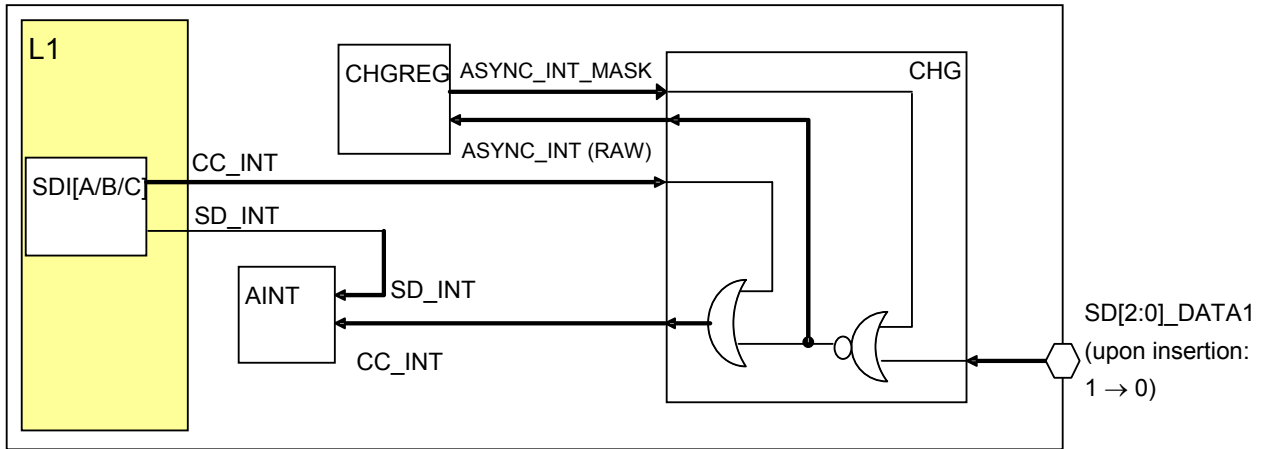 L1
CHGREG
ASYNC_INT_MASK
CHG
ASYNC_INT (RAW)
CC_INT
SDI[A/B/C]
SD_INT
AINT
SD_INT
CC_INT
SD[2:0]_DATA1
(upon insertion:
1 → 0)